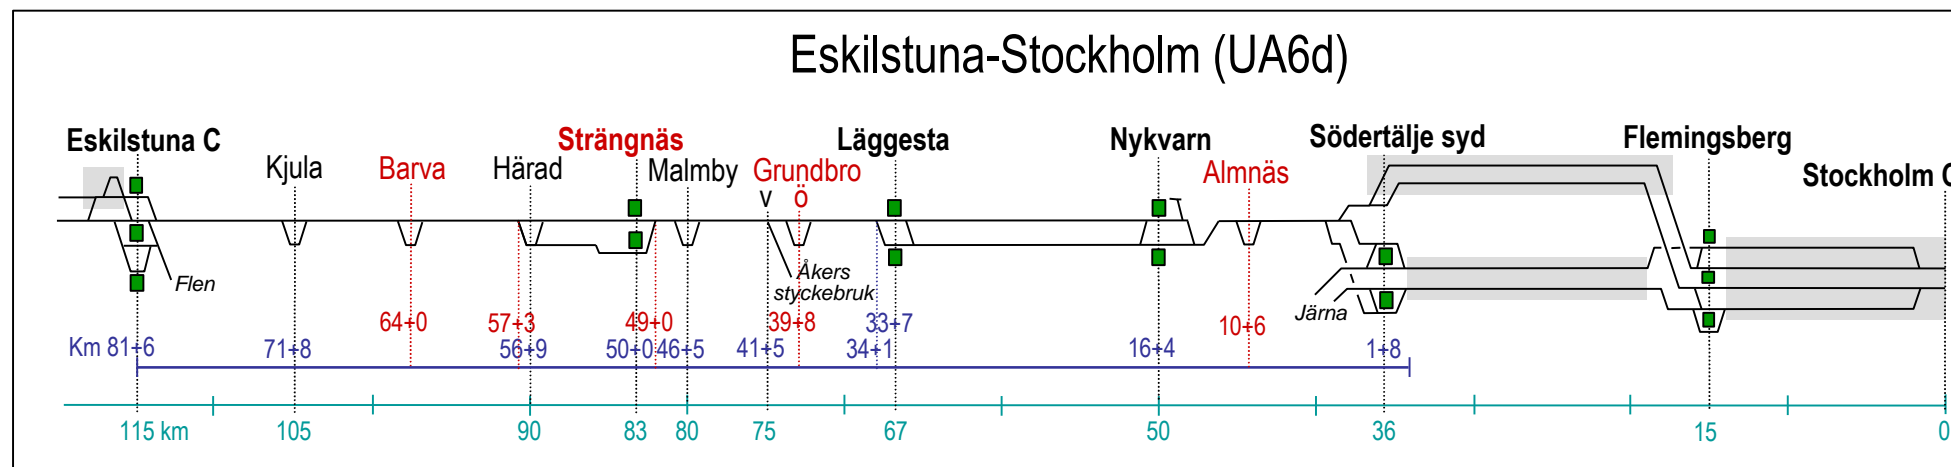 Eskilstuna-Stockholm (UA6d)
Eskilstuna C
Kjula
Barva
Härad
Strängnäs
Malmby
Grundbro
V
Ö
Läggesta
Nykvarn
Almnäs
Södertälje syd
Flemingsberg
Stockholm C
Flen
Åkers
styckebruk
Järna
64+0
57+3
49+0
39+8
33+7
10+6
Km 81+6
71+8
56+9
50+0
46+5
41+5
34+1
16+4
1+8
115 km
105
90
83
80
75
67
50
36
15
0